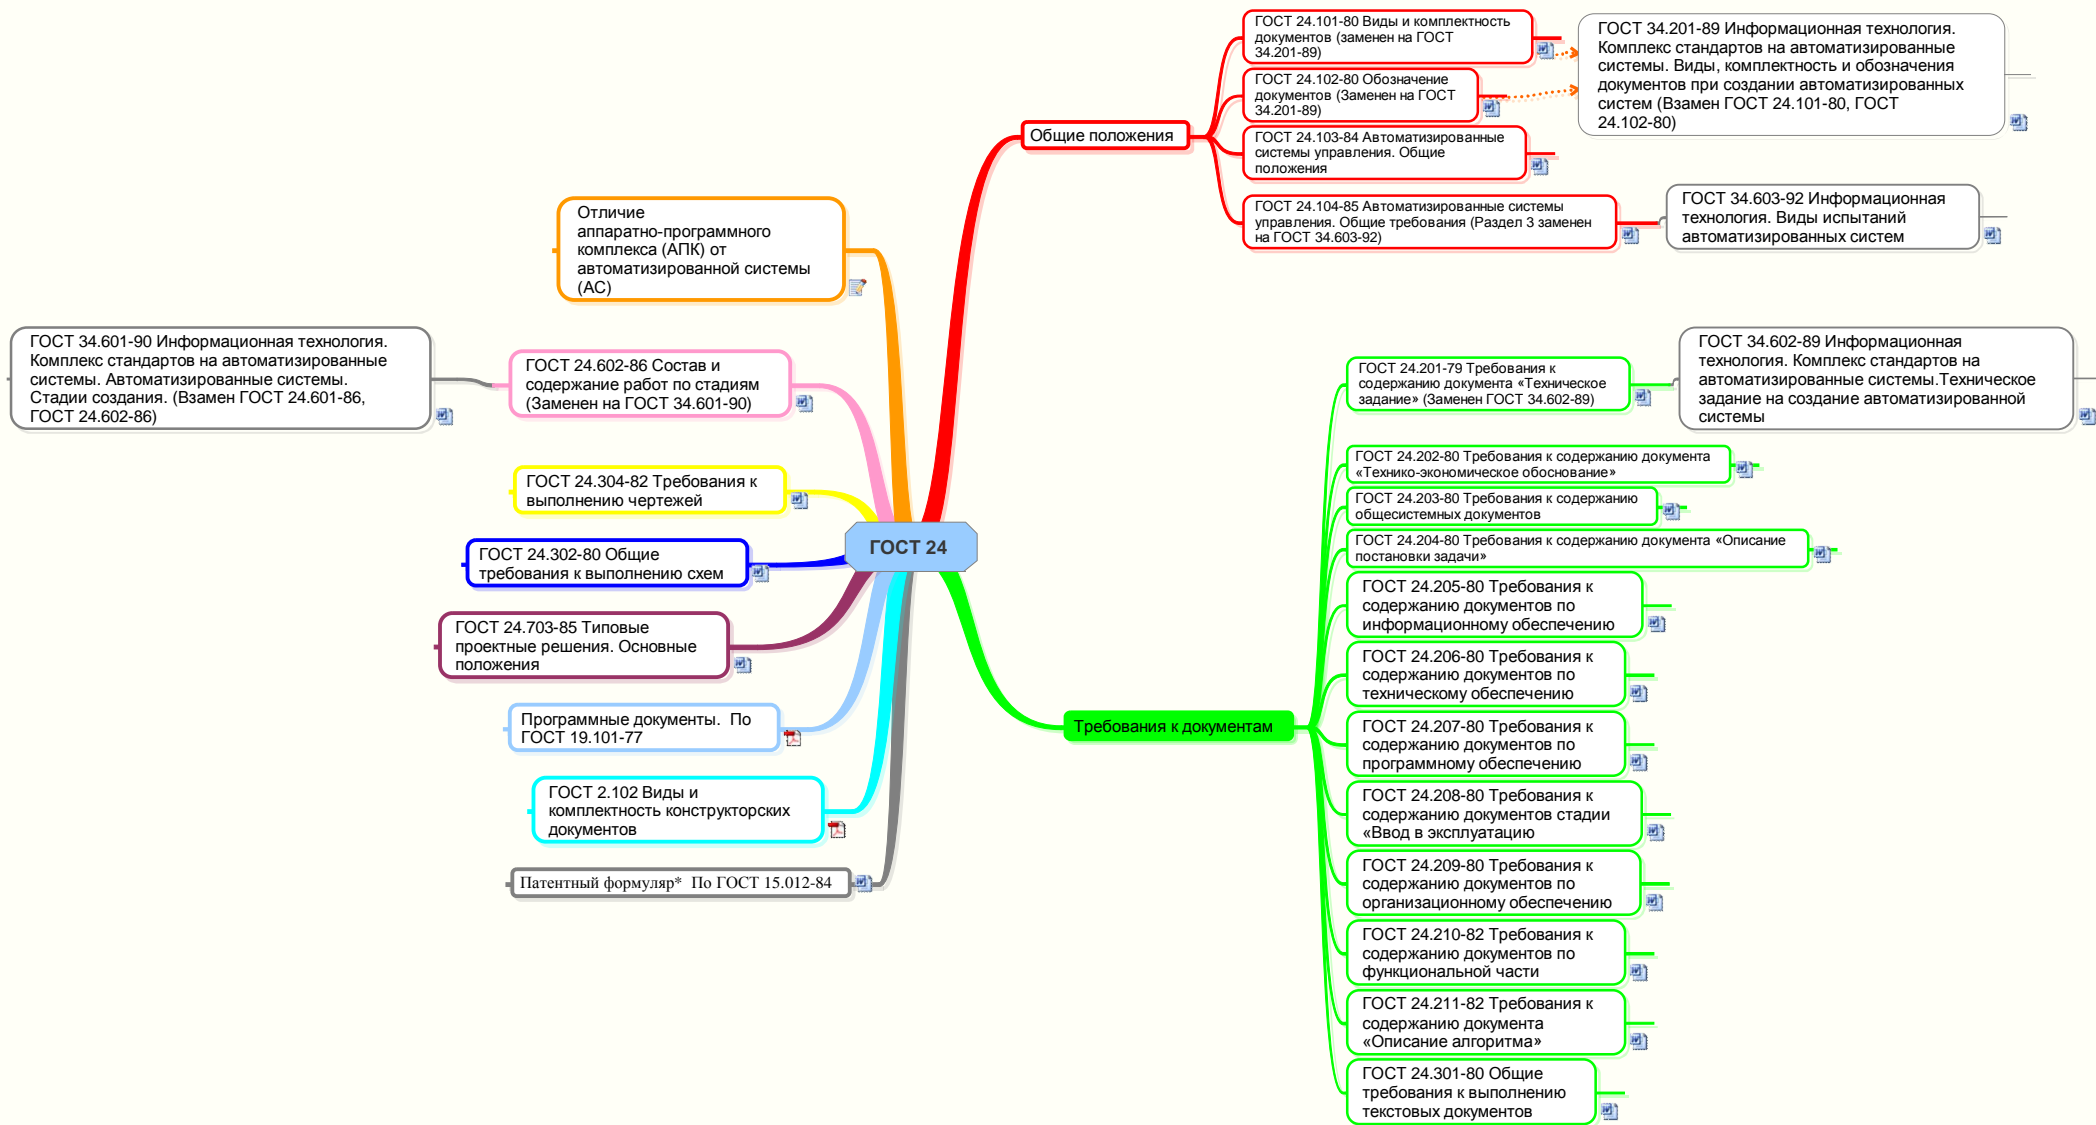 ГОСТ 24
Общие положения
ГОСТ 24.101-80 Виды и комплектность
документов (заменен на ГОСТ
34.201-89)
ГОСТ 34.201-89 Информационная технология.
Комплекс стандартов на автоматизированные
системы. Виды, комплектность и обозначения
документов при создании автоматизированных
систем (Взамен ГОСТ 24.101-80, ГОСТ
24.102-80)
ГОСТ 24.102-80 Обозначение
документов (Заменен на ГОСТ
34.201-89)
ГОСТ 24.103-84 Автоматизированные
системы управления. Общие
положения
ГОСТ 24.104-85 Автоматизированные системы
управления. Общие требования (Раздел 3 заменен
на ГОСТ 34.603-92)
ГОСТ 34.603-92 Информационная
технология. Виды испытаний
автоматизированных систем
Требования к документам
ГОСТ 24.201-79 Требования к
содержанию документа «Техническое
задание» (Заменен ГОСТ 34.602-89)
ГОСТ 34.602-89 Информационная
технология. Комплекс стандартов на
автоматизированные системы.Техническое
задание на создание автоматизированной
системы
ГОСТ 24.202-80 Требования к содержанию документа
«Технико-экономическое обоснование»
ГОСТ 24.203-80 Требования к содержанию
общесистемных документов
ГОСТ 24.204-80 Требования к содержанию документа «Описание
постановки задачи»
ГОСТ 24.205-80 Требования к
содержанию документов по
информационному обеспечению
ГОСТ 24.206-80 Требования к
содержанию документов по
техническому обеспечению
ГОСТ 24.207-80 Требования к
содержанию документов по
программному обеспечению
ГОСТ 24.208-80 Требования к
содержанию документов стадии
«Ввод в эксплуатацию
ГОСТ 24.209-80 Требования к
содержанию документов по
организационному обеспечению
ГОСТ 24.210-82 Требования к
содержанию документов по
функциональной части
ГОСТ 24.211-82 Требования к
содержанию документа
«Описание алгоритма»
ГОСТ 24.301-80 Общие
требования к выполнению
текстовых документов
Отличие
аппаратно-программного
комплекса (АПК) от
автоматизированной системы
(АС)
ГОСТ 24.602-86 Состав и
содержание работ по стадиям
(Заменен на ГОСТ 34.601-90)
ГОСТ 34.601-90 Информационная технология.
Комплекс стандартов на автоматизированные
системы. Автоматизированные системы.
Стадии создания. (Взамен ГОСТ 24.601-86,
ГОСТ 24.602-86)
ГОСТ 24.304-82 Требования к
выполнению чертежей
ГОСТ 24.302-80 Общие
требования к выполнению схем
ГОСТ 24.703-85 Типовые
проектные решения. Основные
положения
Программные документы.  По
ГОСТ 19.101-77
ГОСТ 2.102 Виды и
комплектность конструкторских
документов
Патентный формуляр*  По ГОСТ 15.012-84